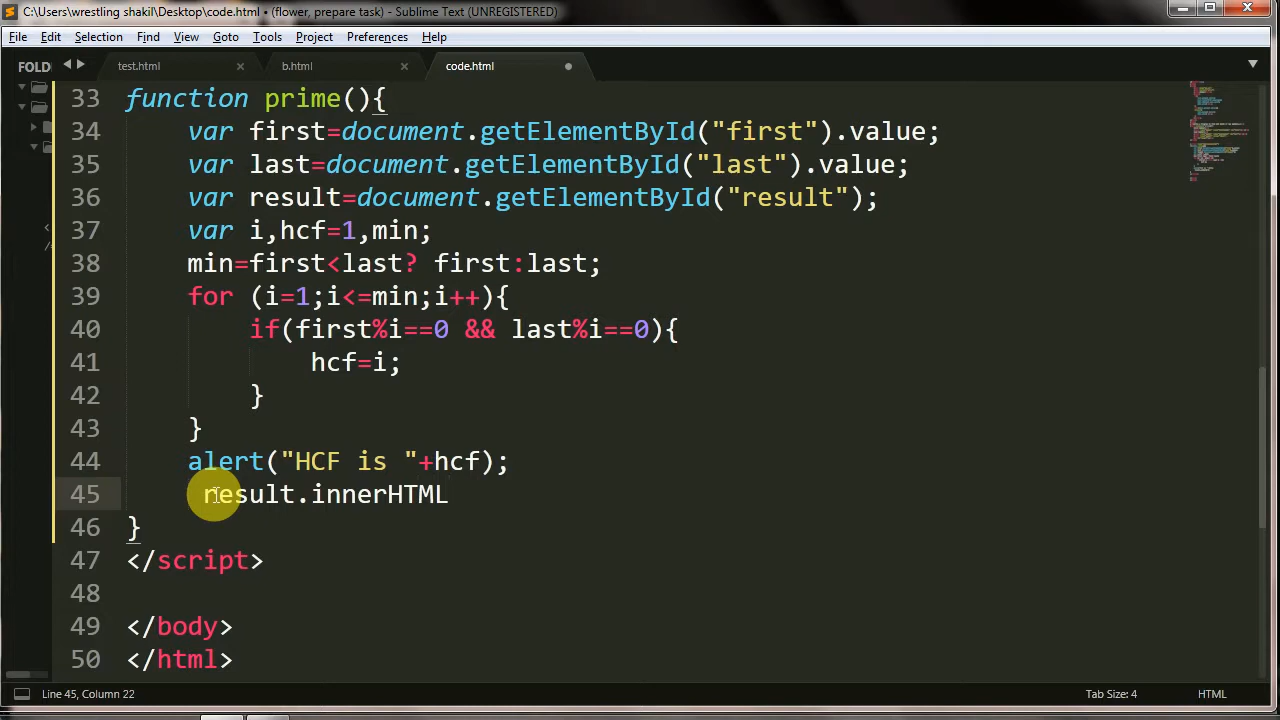 C:\Users\wrestling shakil\Desktop\code.html • (flower, prepare task) - Sublime Text (UNREGISTERED)
File Edit Selection Find View Goto Tools Project Preferences Help
FOLD
test.html b.html code.html
33 function prime(){
34 var first=document.getElementById("first").value;
35 var last=document.getElementById("last").value;
36 var result=document.getElementById("result");
37 var i,hcf=1,min;
38 min=first<last? first:last;
39 for (i=1;i<=min;i++){
40 if(first%i==0 && last%i==0){
41 hcf=i;
42 }
43 }
44 alert("HCF is "+hcf);
45 result.innerHTML
46 }
47 </script>
48
49 </body>
50 </html>
Line 45, Column 22
Tab Size: 4
HTML